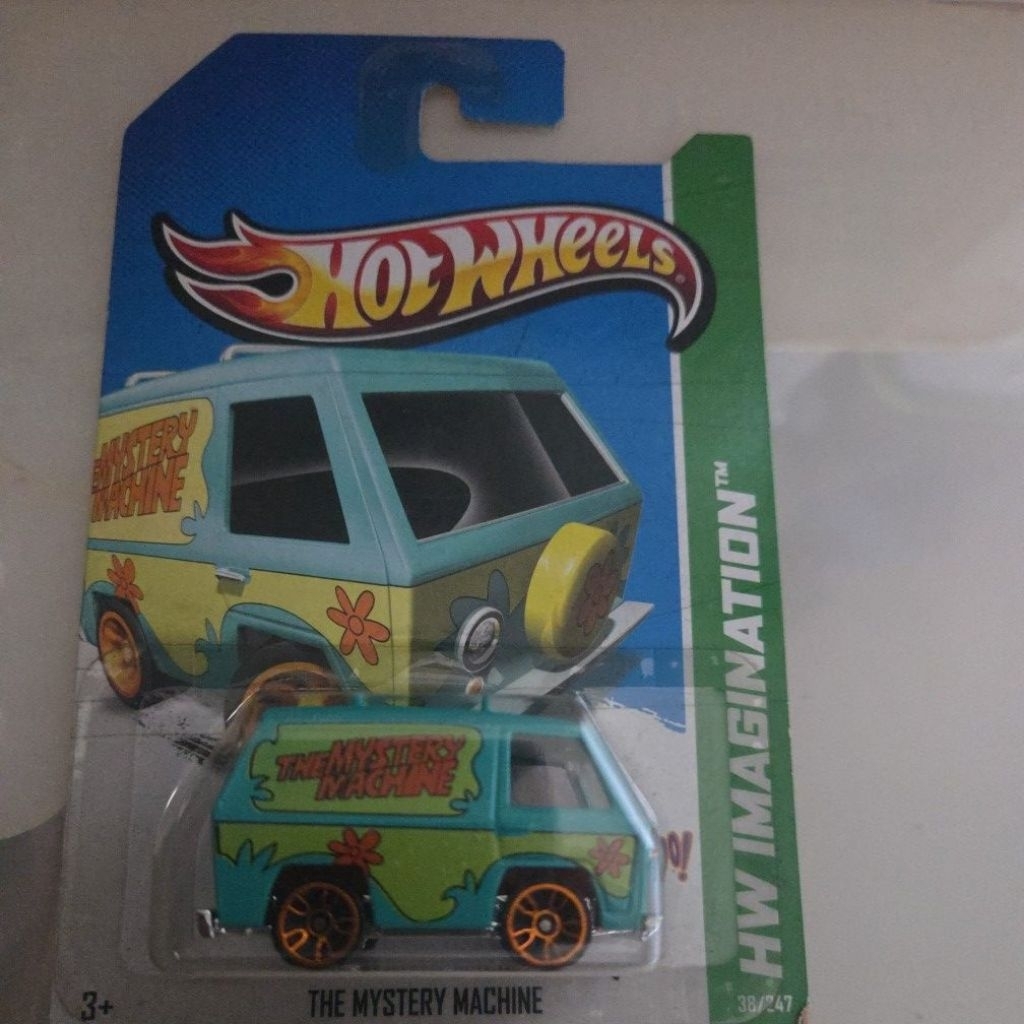 HOT WHEELS®
MYSTERY
MACHINE
THE MYSTERY
MACHINE
O!
HW IMAGINATION™
3+
THE MYSTERY MACHINE
38/247